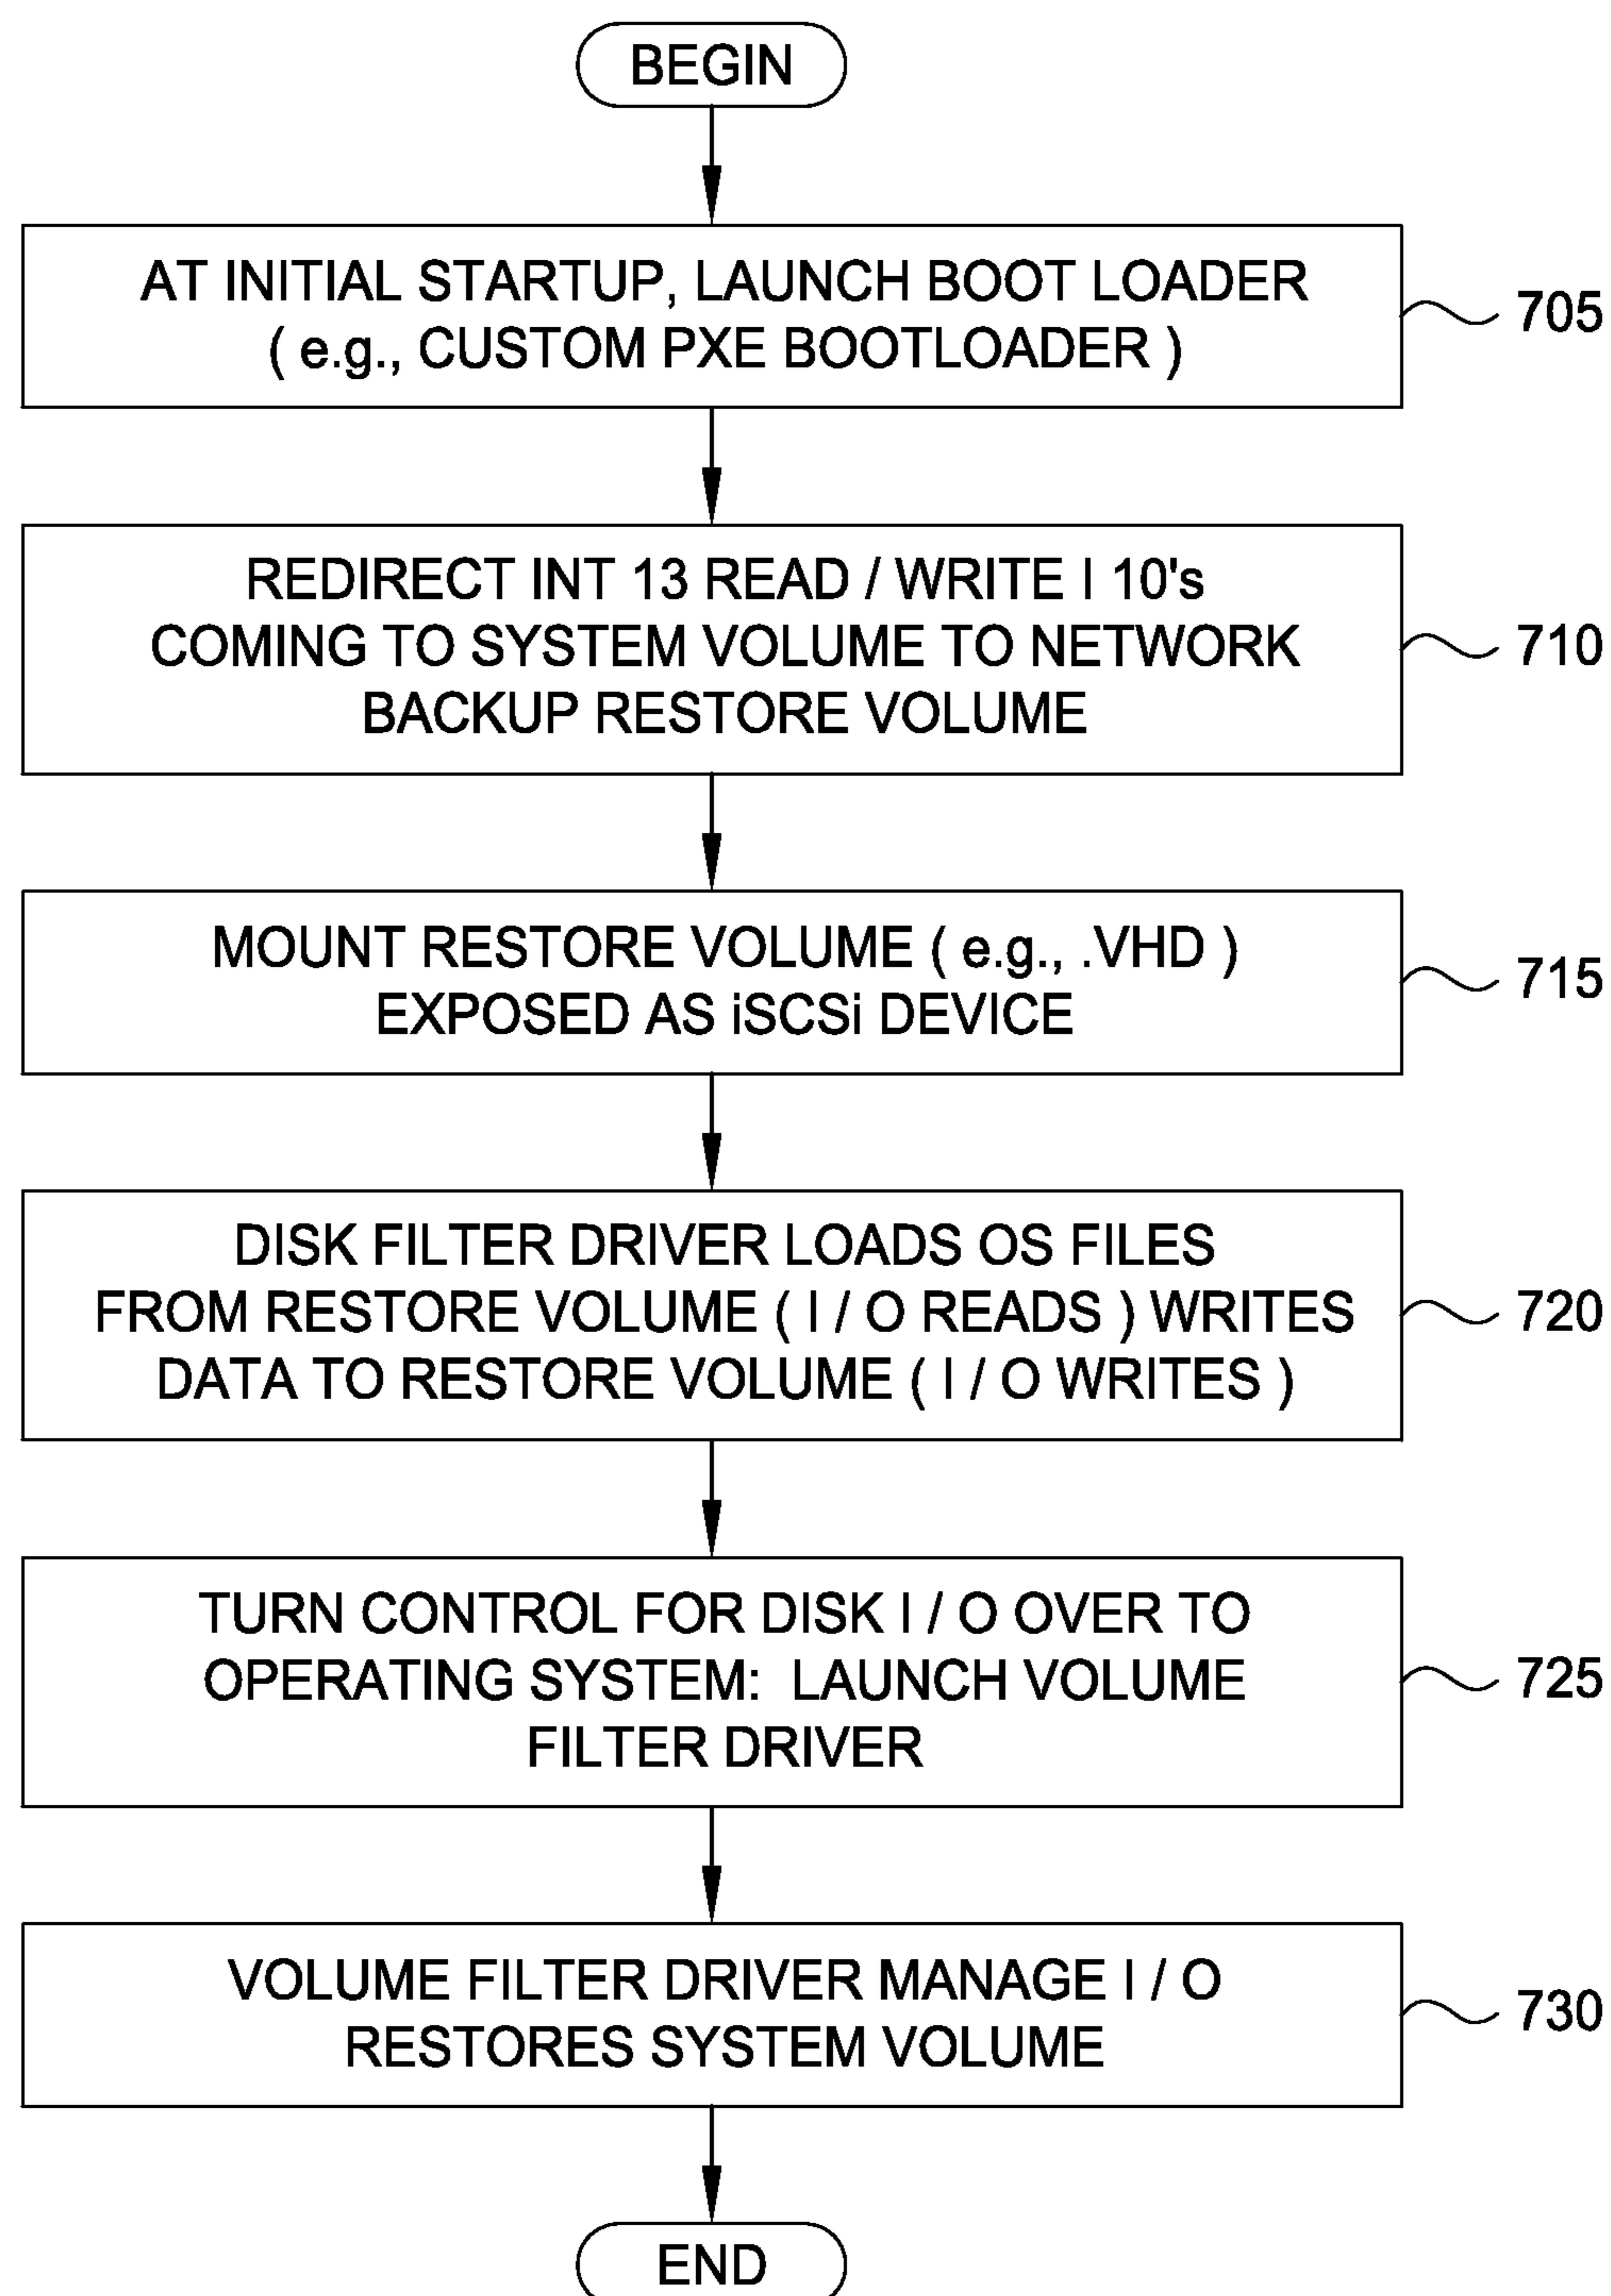 BEGIN
AT INITIAL STARTUP, LAUNCH BOOT LOADER
( e.g., CUSTOM PXE BOOTLOADER )
705
REDIRECT INT 13 READ / WRITE I 10's
COMING TO SYSTEM VOLUME TO NETWORK
BACKUP RESTORE VOLUME
710
MOUNT RESTORE VOLUME ( e.g., .VHD )
EXPOSED AS iSCSi DEVICE
715
DISK FILTER DRIVER LOADS OS FILES
FROM RESTORE VOLUME ( I / O READS ) WRITES
DATA TO RESTORE VOLUME ( I / O WRITES )
720
TURN CONTROL FOR DISK I / O OVER TO
OPERATING SYSTEM: LAUNCH VOLUME
FILTER DRIVER
725
VOLUME FILTER DRIVER MANAGE I / O
RESTORES SYSTEM VOLUME
730
END